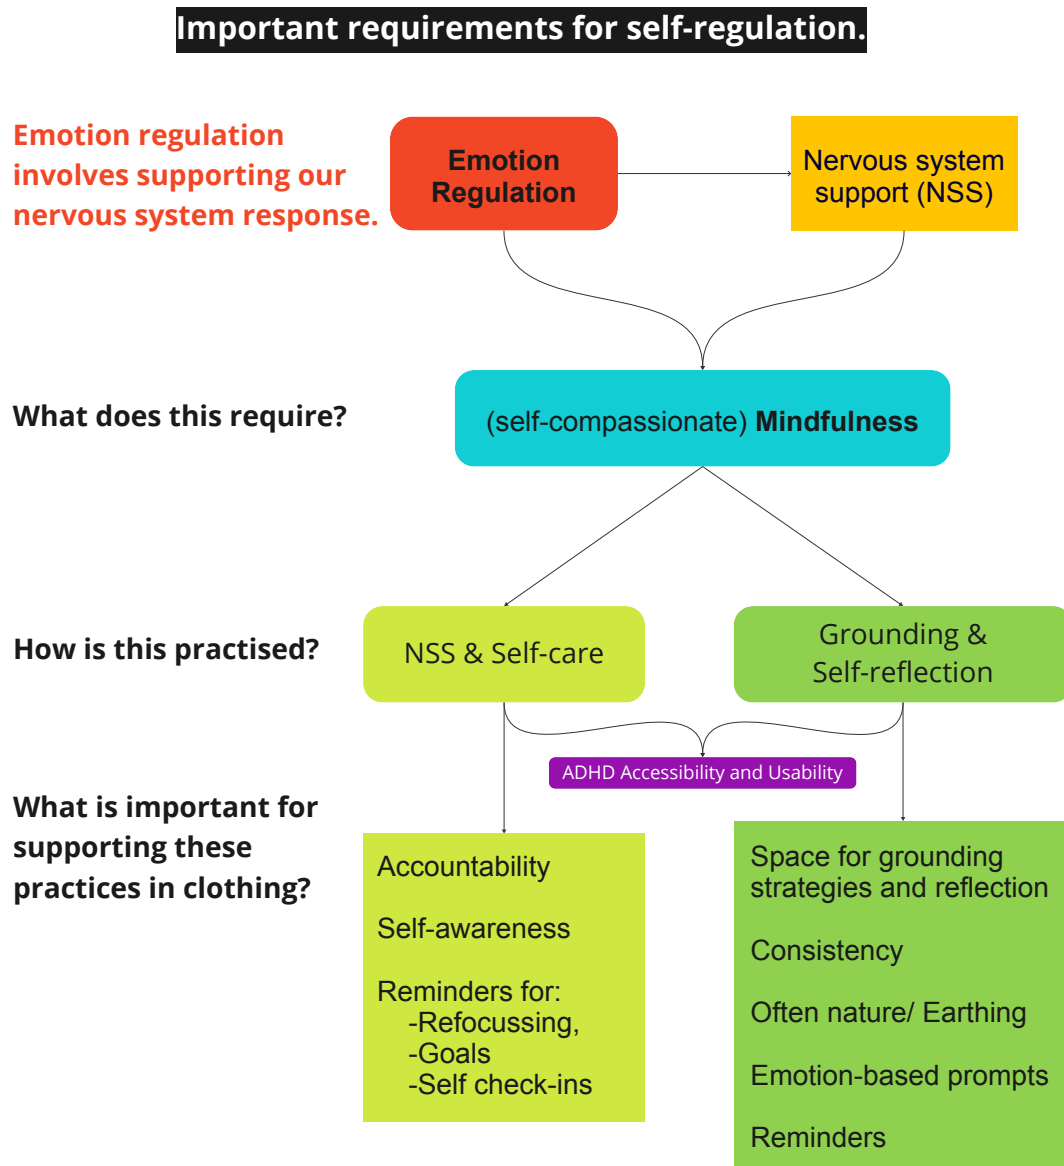 Important requirements for self-regulation.
Emotion regulation
involves supporting our
nervous system response.
Emotion
Regulation
Nervous system
support (NSS)
What does this require?
(self-compassionate) Mindfulness
How is this practised?
NSS & Self-care
Grounding &
Self-reflection
ADHD Accessibility and Usability
What is important for
supporting these
practices in clothing?
Accountability
Self-awareness
Reminders for:
-Refocussing,
-Goals
-Self check-ins
Space for grounding
strategies and reflection
Consistency
Often nature/ Earthing
Emotion-based prompts
Reminders